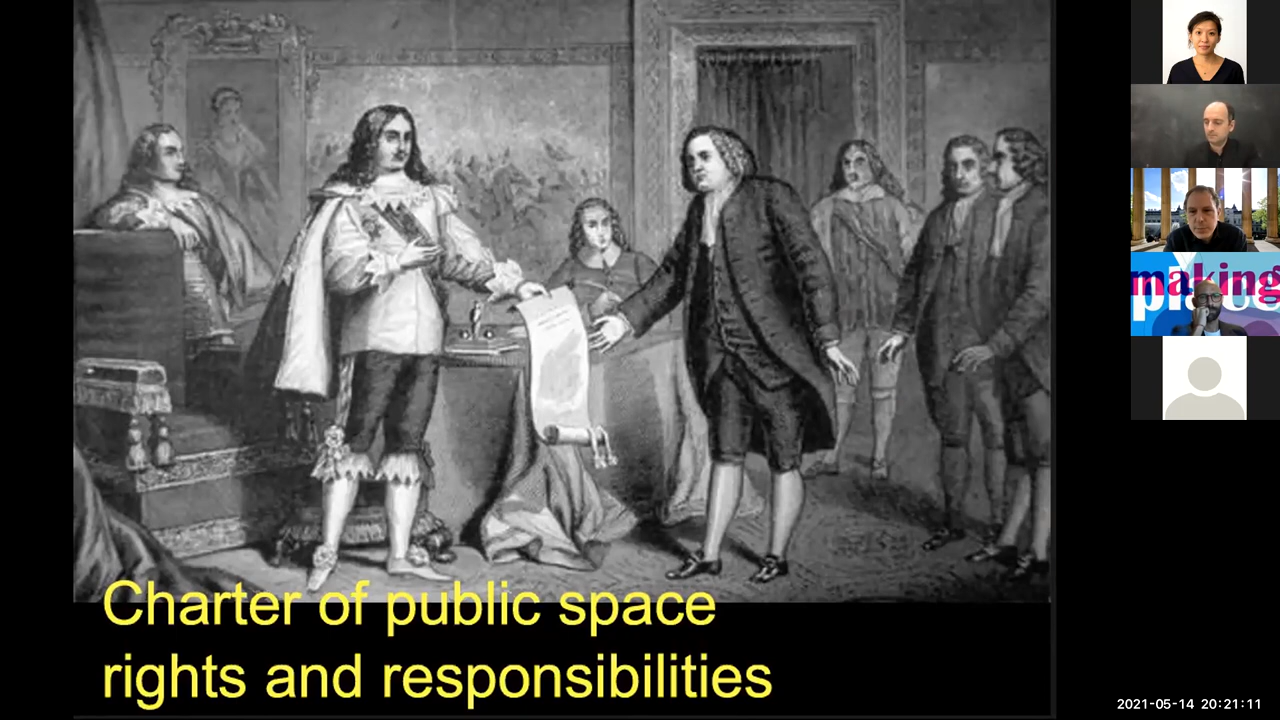 Charter of public space
rights and responsibilities
making
place
2021-05-14 20:21:11